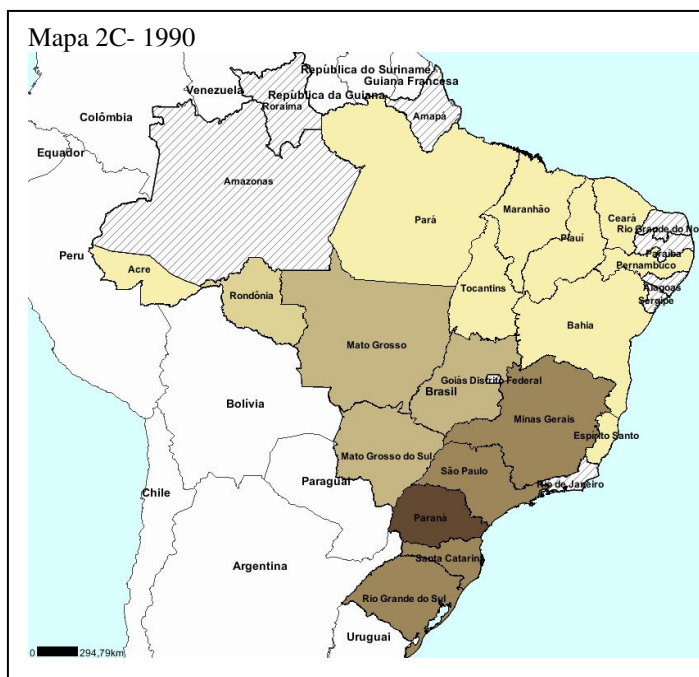 Mapa 2C- 1990
República do Suriname
Guiana Francesa
Venezuela
República da Guiana
Roraima
Amapá
Colômbia
Equador
Amazonas
Pará
Maranhão
Ceará
Rio Grande do No
Piauí
Paraíba
Pernambuco
Peru
Acre
Rondônia
Tocantins
Alagoas
Sergipe
Bahia
Mato Grosso
Goiás Distrito Federal
Brasil
Bolívia
Minas Gerais
Espírito Santo
Mato Grosso do Sul
São Paulo
Paraguai
Rio de Janeiro
Chile
Paraná
Santa Catarin
Argentina
Rio Grande do Sul
Uruguai
0 294,79km